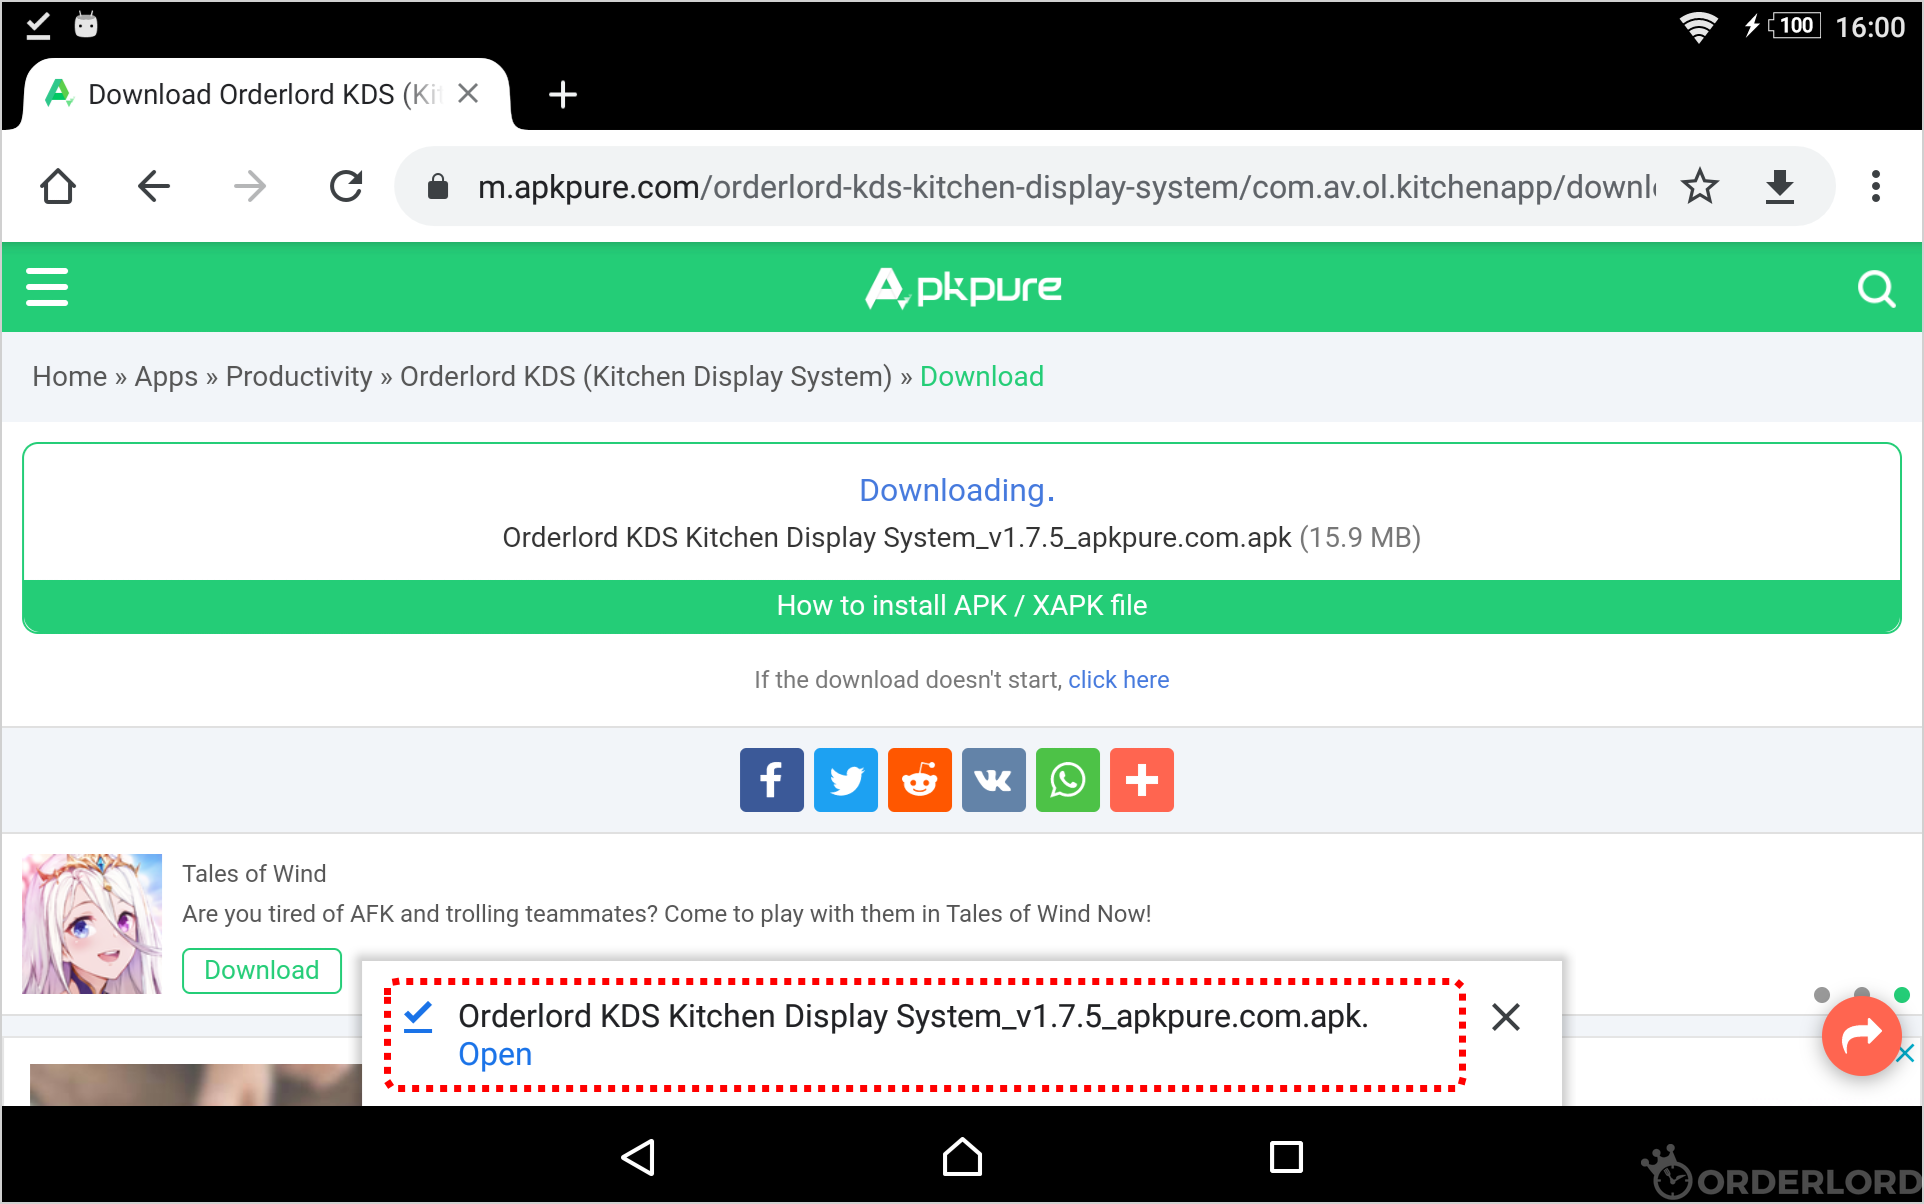 100 16:00
Download Orderlord KDS (Kit
m.apkpure.com/orderlord-kds-kitchen-display-system/com.av.ol.kitchenapp/downl
Apkpure
Home » Apps » Productivity » Orderlord KDS (Kitchen Display System) » Download
Downloading.
Orderlord KDS Kitchen Display System_v1.7.5_apkpure.com.apk (15.9 MB)
How to install APK / XAPK file
If the download doesn't start, click here
Tales of Wind
Are you tired of AFK and trolling teammates? Come to play with them in Tales of Wind Now!
Download
Orderlord KDS Kitchen Display System_v1.7.5_apkpure.com.apk.
Open
ORDERLORD